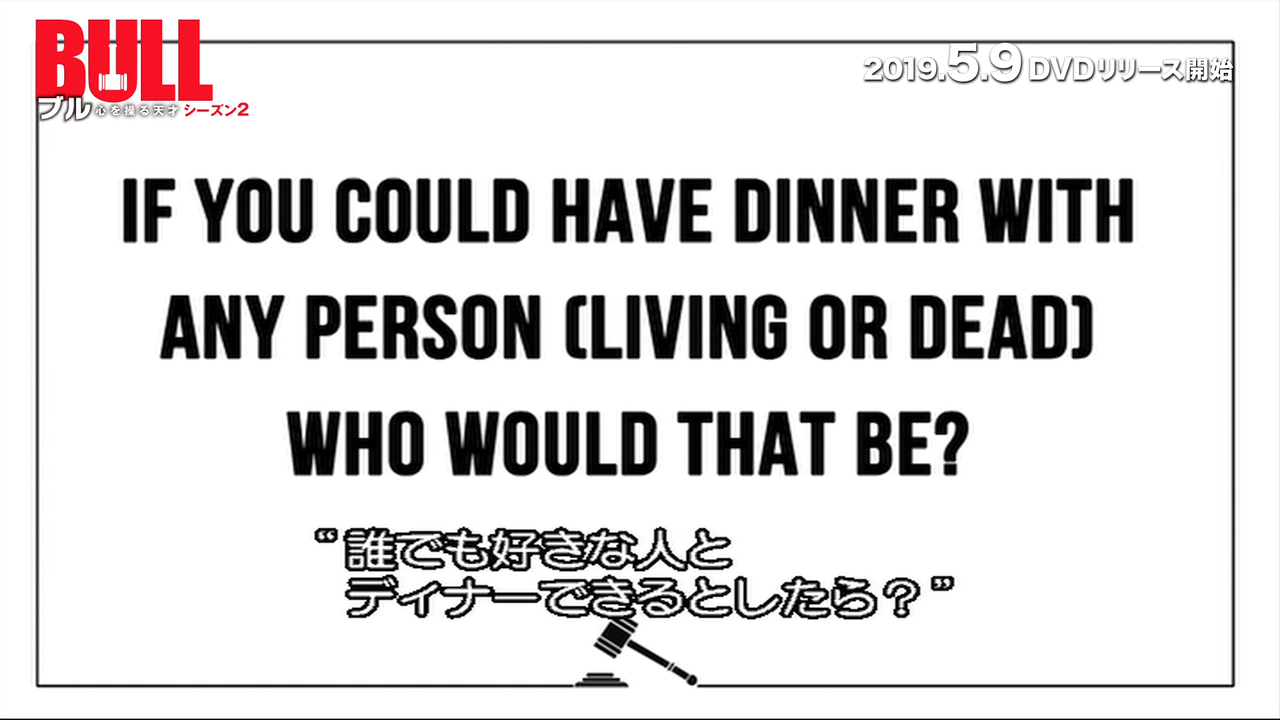 BULL
ブル 心を操る天才 シーズン2
2019.5.9 DVDリリース開始
IF YOU COULD HAVE DINNER WITH
ANY PERSON (LIVING OR DEAD)
WHO WOULD THAT BE?
“誰でも好きな人と
ディナーできるとしたら？”